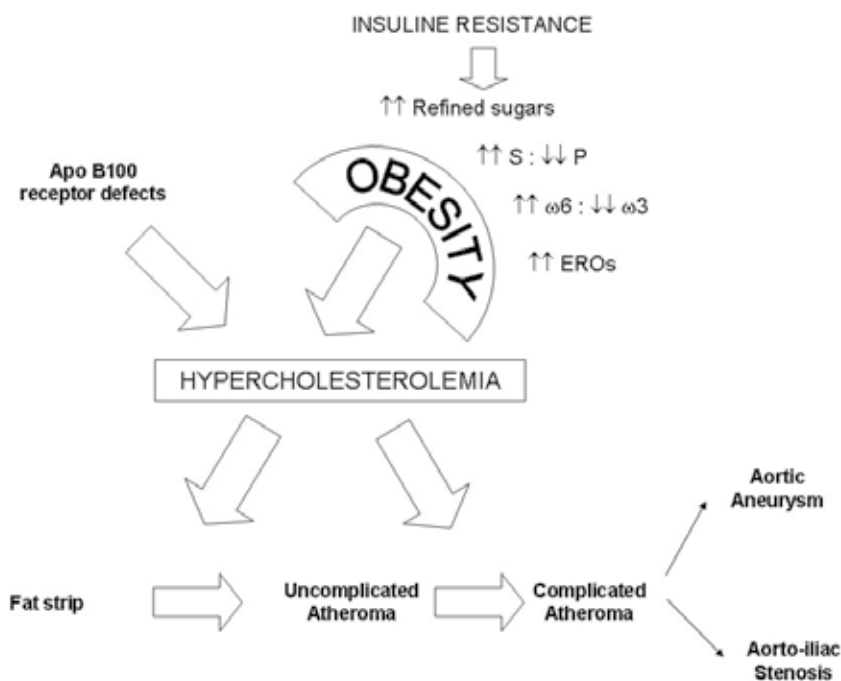 INSULINE RESISTANCE
↑↑ Refined sugars
↑↑ S : ↓↓ P
↑↑ ω6 : ↓↓ ω3
↑↑ EROs
OBESITY
Apo B100
receptor defects
HYPERCHOLESTEROLEMIA
Fat strip
Uncomplicated
Atheroma
Complicated
Atheroma
Aortic
Aneurysm
Aorto-iliac
Stenosis